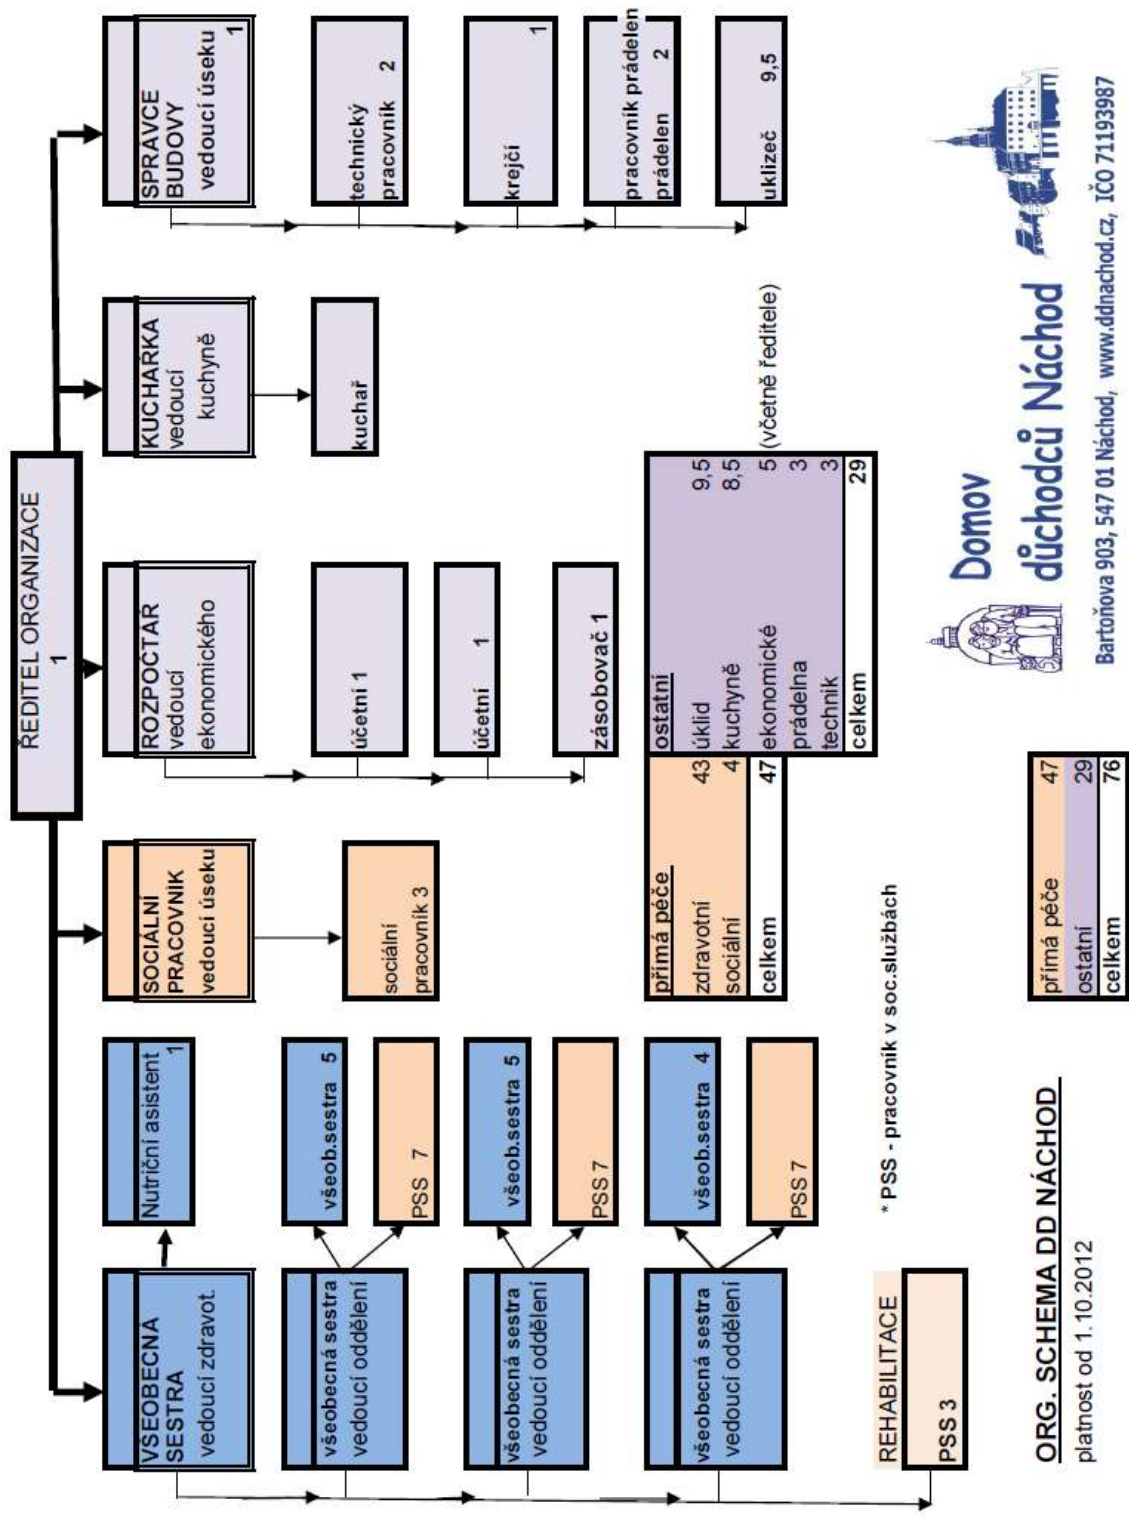 ŘEDITEL ORGANIZACE
1
VŠEOBECNÁ
SESTRA
vedoucí zdravot.
Nutriční asistent
1
SOCIÁLNÍ
PRACOVNÍK
vedoucí úseku
ROZPOČTÁŘ
vedoucí
ekonomického
KUCHAŘKA
vedoucí
kuchyně
SPRÁVCE
BUDOVY
vedoucí úseku
1
všeobecná sestra
vedoucí oddělení
všeob.sestra 5
PSS 7
všeobecná sestra
vedoucí oddělení
všeob.sestra 5
PSS 7
všeobecná sestra
vedoucí oddělení
všeob.sestra 4
PSS 7
REHABILITACE
PSS 3
sociální
pracovník 3
účetní 1
účetní 1
zásobovač 1
kuchař
technický
pracovník 2
krejčí 1
pracovník prádelen
prádelen 2
uklízeč 9,5
* PSS - pracovník v soc.službách
přímá péče
zdravotní 43
sociální 4
celkem 47
ostatní
úklid 9,5
kuchyně 8,5
ekonomické 5 (včetně ředitele)
prádelna 3
technik 3
celkem 29
ORG. SCHEMA DD NÁCHOD
platnost od 1.10.2012
přímá péče 47
ostatní 29
celkem 76
Domov
důchodců Náchod
Bartoňova 903, 547 01 Náchod, www.ddnachod.cz, IČO 71193987